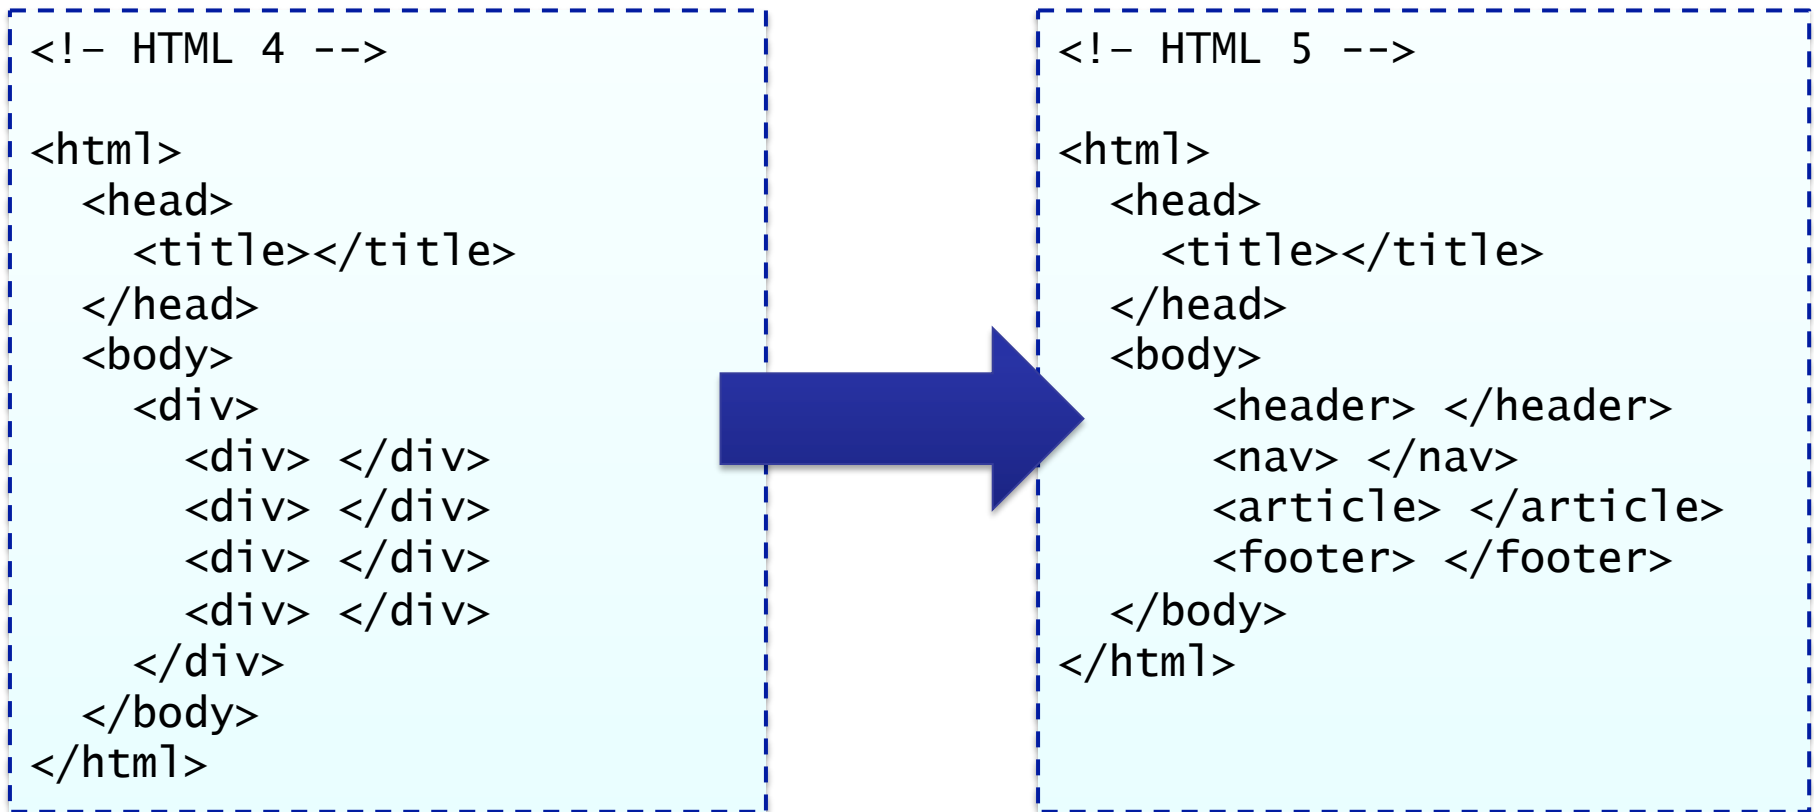 <!– HTML 4 -->
<html>
<head>
<title></title>
</head>
<body>
<div>
<div> </div>
<div> </div>
<div> </div>
<div> </div>
</div>
</body>
</html>
<!– HTML 5 -->
<html>
<head>
<title></title>
</head>
<body>
<header> </header>
<nav> </nav>
<article> </article>
<footer> </footer>
</body>
</html>